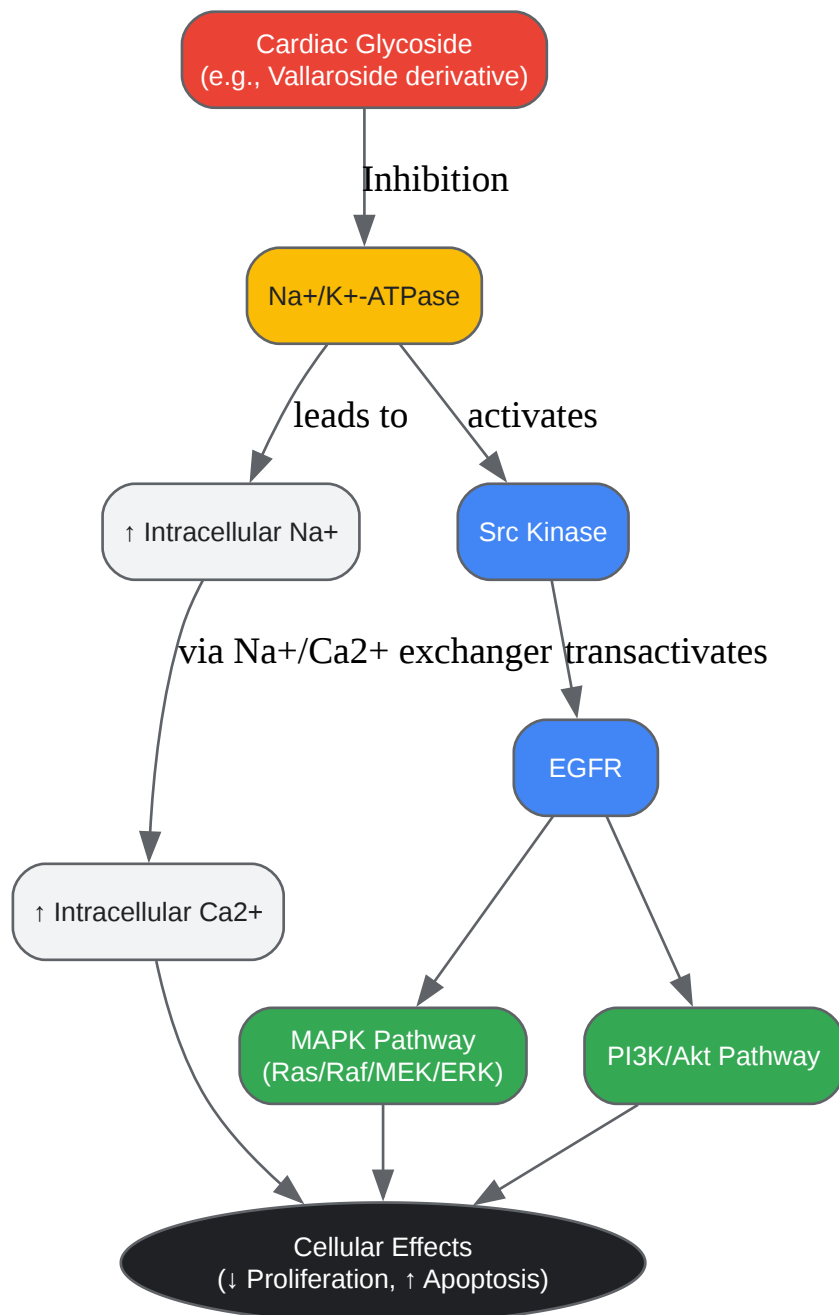 Cardiac Glycoside
(e.g., Vallaroside derivative)
Inhibition
Na+/K+-ATPase
leads to
activates
↑ Intracellular Na+
Src Kinase
via Na+/Ca2+ exchanger
transactivates
EGFR
↑ Intracellular Ca2+
MAPK Pathway
(Ras/Raf/MEK/ERK)
PI3K/Akt Pathway
Cellular Effects
(↓ Proliferation, ↑ Apoptosis)